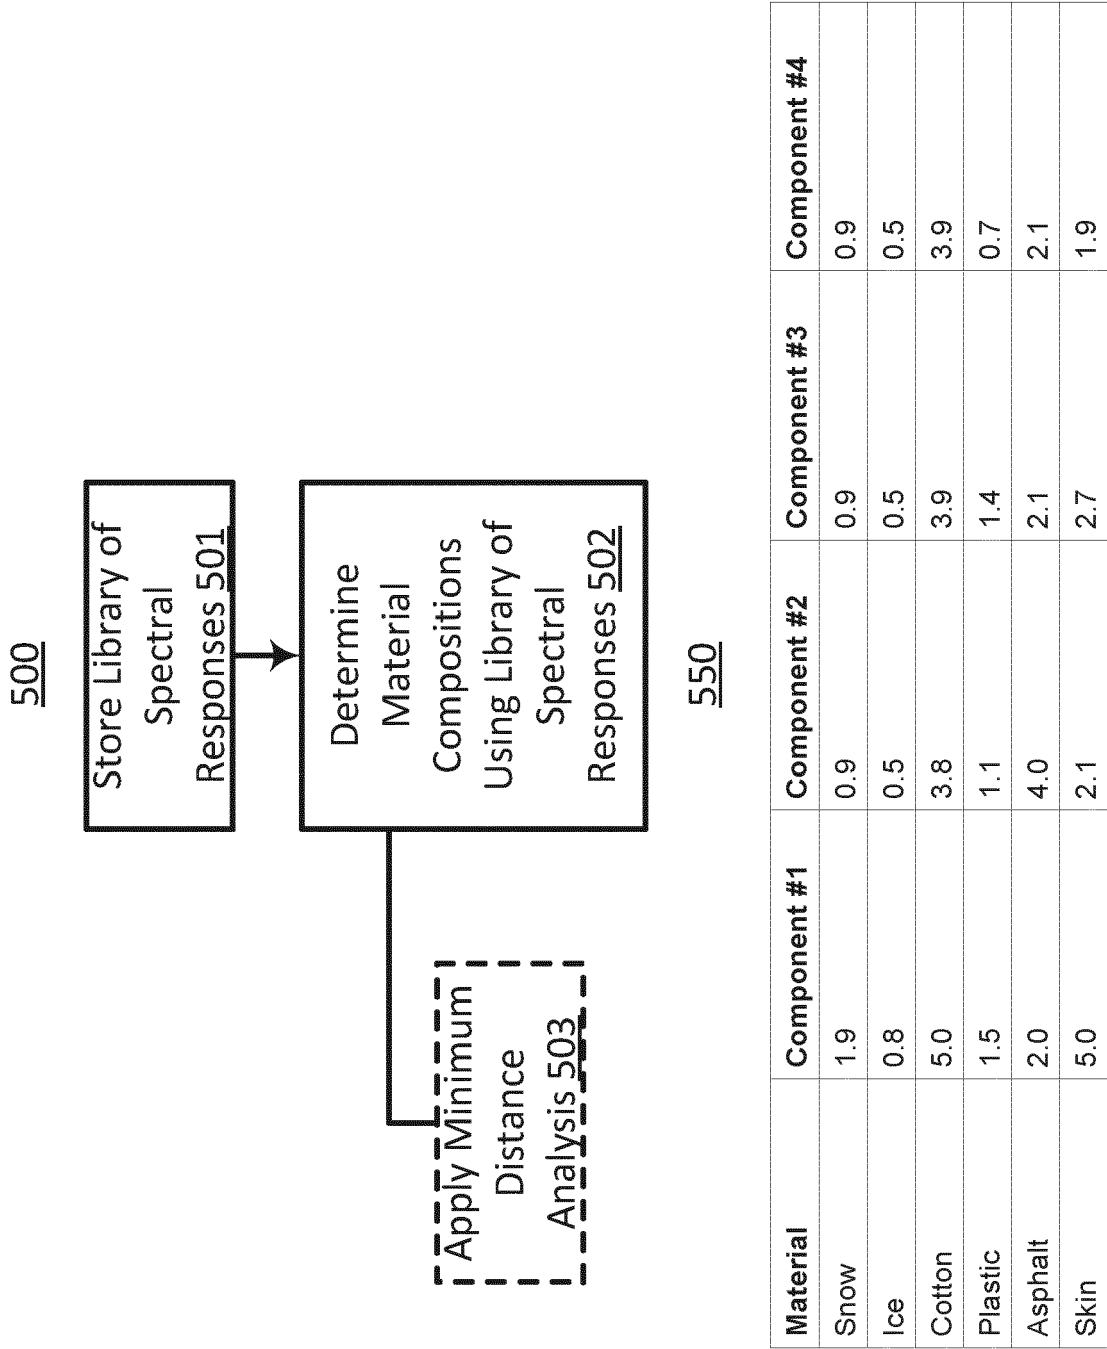 500
Store Library of
Spectral
Responses 501
Determine
Material
Compositions
Using Library of
Spectral
Responses 502
Apply Minimum
Distance
Analysis 503
550
Material Component #1 Component #2 Component #3 Component #4
Snow 1.9 0.9 0.9 0.9
Ice 0.8 0.5 0.5 0.5
Cotton 5.0 3.8 3.9 3.9
Plastic 1.5 1.1 1.4 0.7
Asphalt 2.0 4.0 2.1 2.1
Skin 5.0 2.1 2.7 1.9